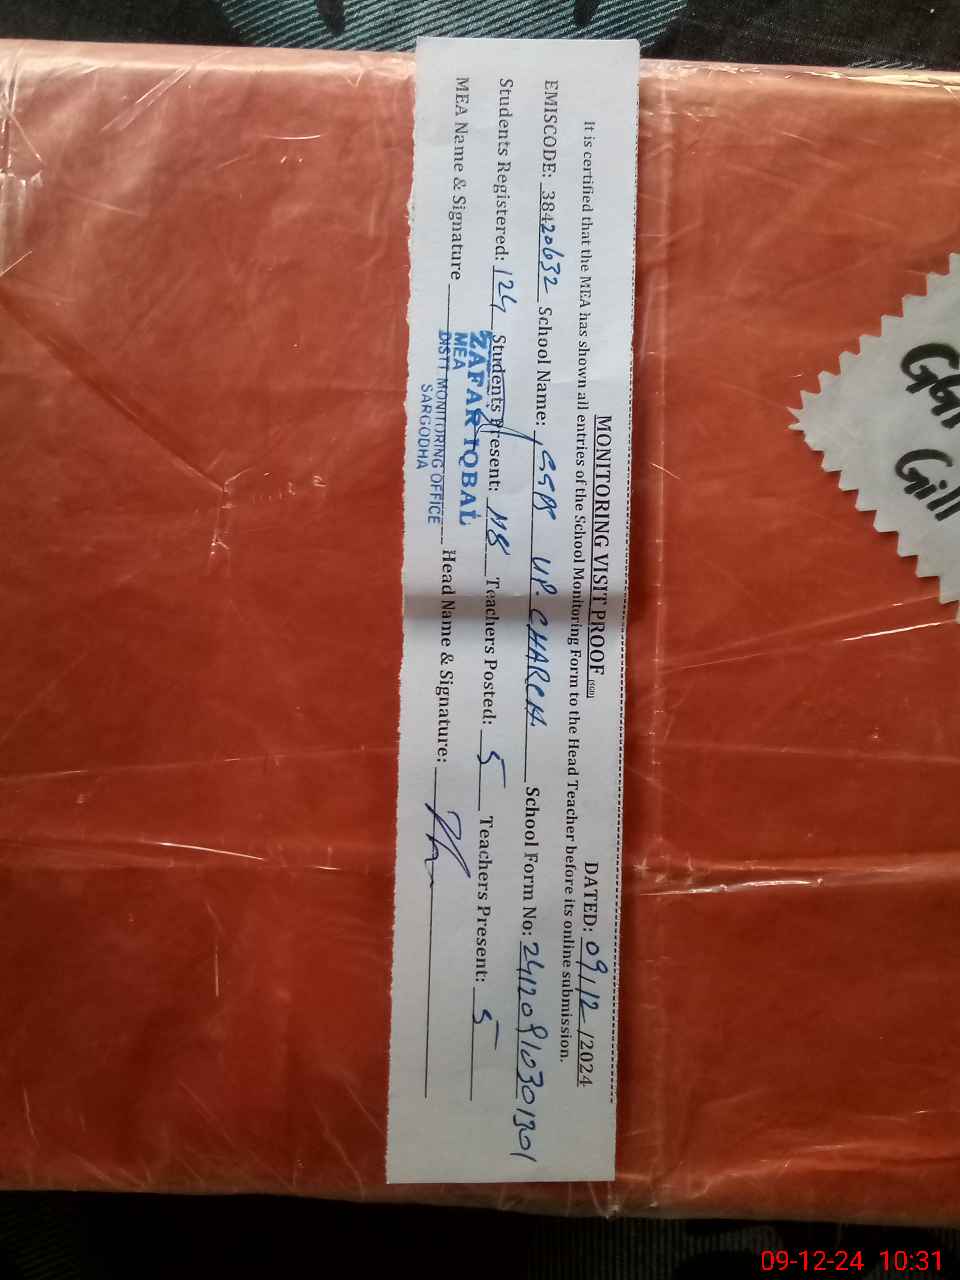 MONITORING VISIT PROOF DATED: 09/12/2024
It is certified that the MEA has shown all entries of the School Monitoring Form to the Head Teacher before its online submission.
EMISCODE: 38420632 School Name: UP. CHARCH School Form No: 24120910301301
Students Registered: 124 Students Present: 118 Teachers Posted: 5 Teachers Present: 5
MEA Name & Signature Head Name & Signature:
ZAFAR IQBAL
MEA
DISTT MONITORING OFFICE
SARGODHA
Gill
09-12-24 10:31